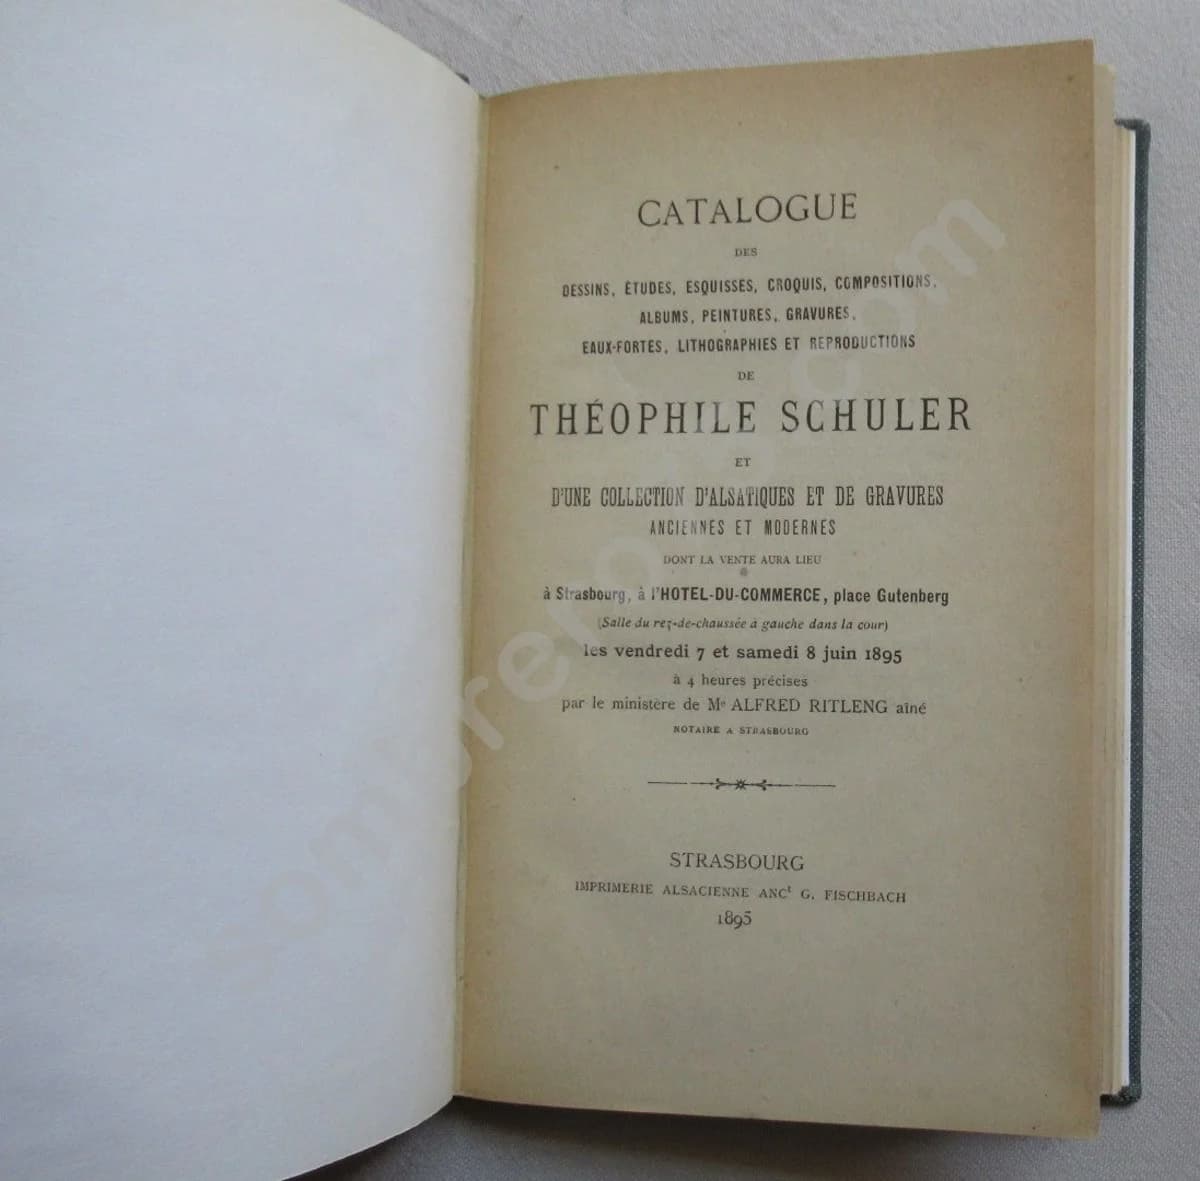 CATALOGUE
DES
DESSINS, ÉTUDES, ESQUISSES, CROQUIS, COMPOSITIONS,
ALBUMS, PEINTURES, GRAVURES,
EAUX-FORTES, LITHOGRAPHIES ET REPRODUCTIONS
DE
THÉOPHILE SCHULER
ET
D'UNE COLLECTION D'ALSATIQUES ET DE GRAVURES
ANCIENNES ET MODERNES
DONT LA VENTE AURA LIEU
à Strasbourg, à l'HOTEL-DU-COMMERCE, place Gutenberg
(Salle du rez-de-chaussée à gauche dans la cour)
les vendredi 7 et samedi 8 juin 1895
à 4 heures précises
par le ministère de Me ALFRED RITLENG aîné
NOTAIRE A STRASBOURG
STRASBOURG
IMPRIMERIE ALSACIENNE ANCt G. FISCHBACH
1895